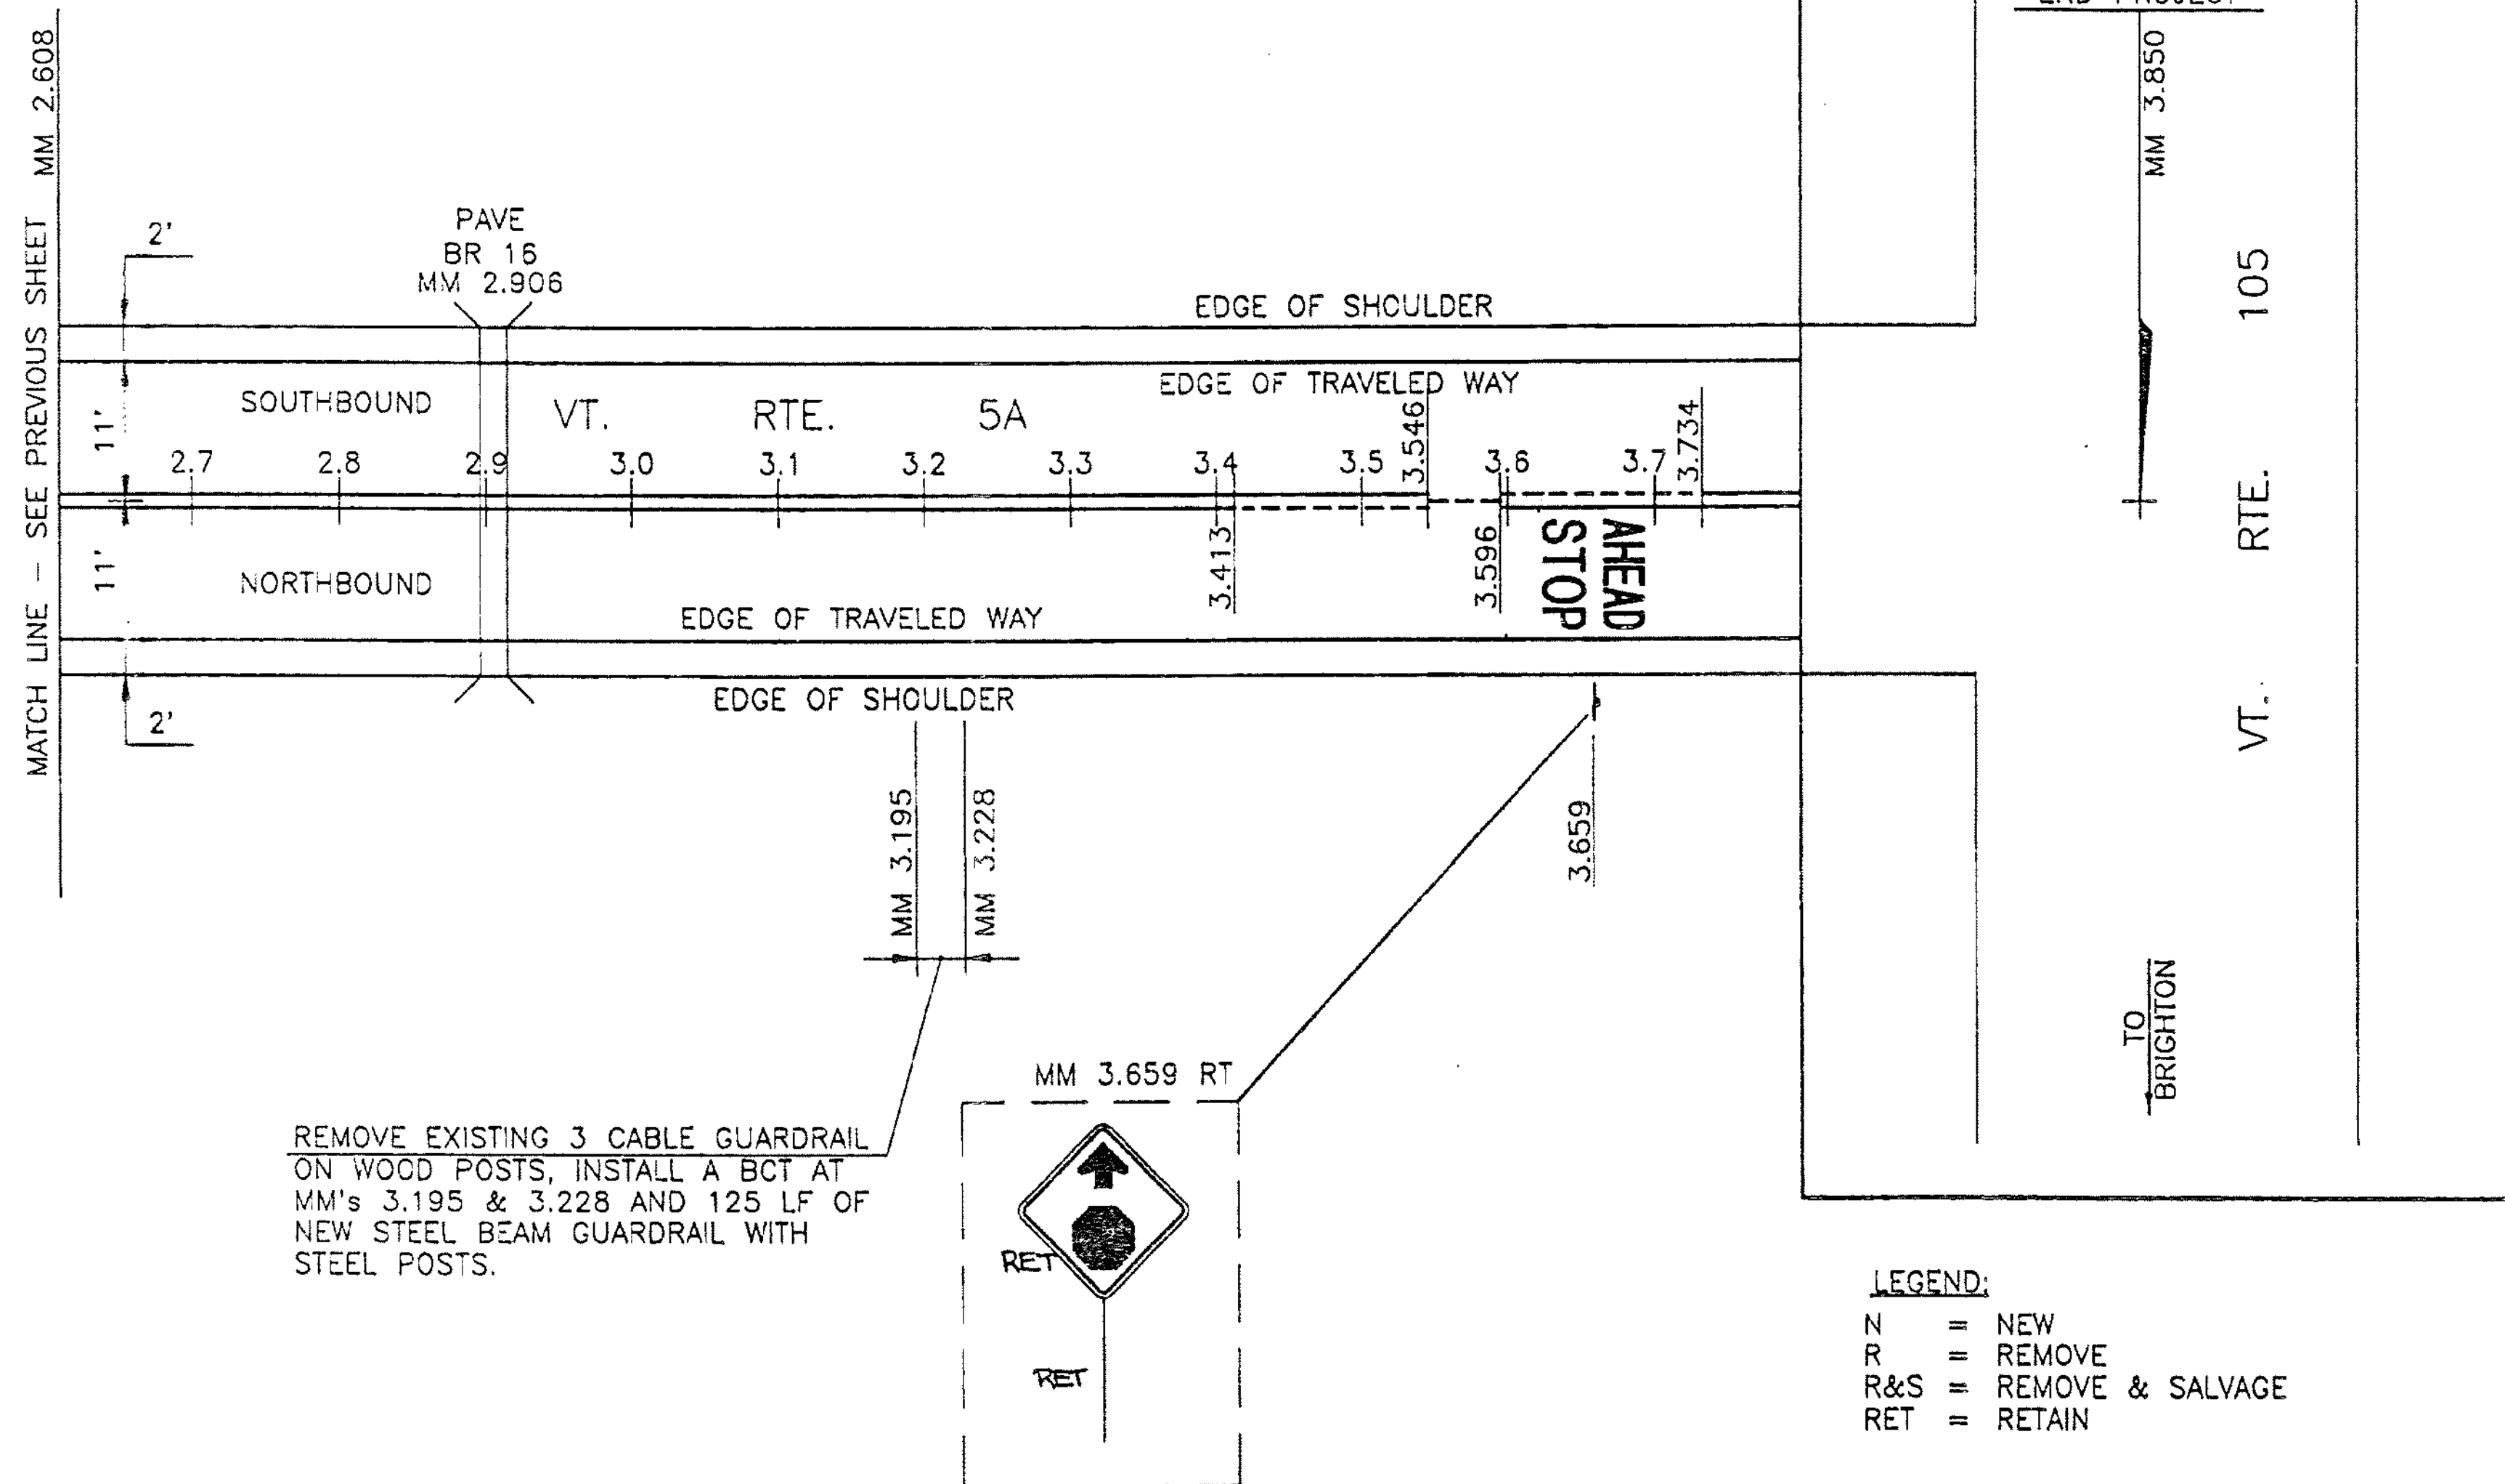 END PROJECT
MM 3.850
MATCH LINE – SEE PREVIOUS SHEET MM 2.608
2'
11'
11'
2'
PAVE
BR 16
MM 2.906
EDGE OF SHOULDER
EDGE OF TRAVELED WAY
SOUTHBOUND
VT. RTE. 5A
2.7 2.8 2.9 3.0 3.1 3.2 3.3 3.4 3.5 3.6 3.7
3.546
3.734
3.413
3.596
AHEAD
STOP
NORTHBOUND
EDGE OF TRAVELED WAY
EDGE OF SHOULDER
VT. RTE. 105
MM 3.195
MM 3.228
3.659
TO
BRIGHTON
MM 3.659 RT
RET
RET
REMOVE EXISTING 3 CABLE GUARDRAIL
ON WOOD POSTS, INSTALL A BCT AT
MM's 3.195 & 3.228 AND 125 LF OF
NEW STEEL BEAM GUARDRAIL WITH
STEEL POSTS.
LEGEND:
N = NEW
R = REMOVE
R&S = REMOVE & SALVAGE
RET = RETAIN